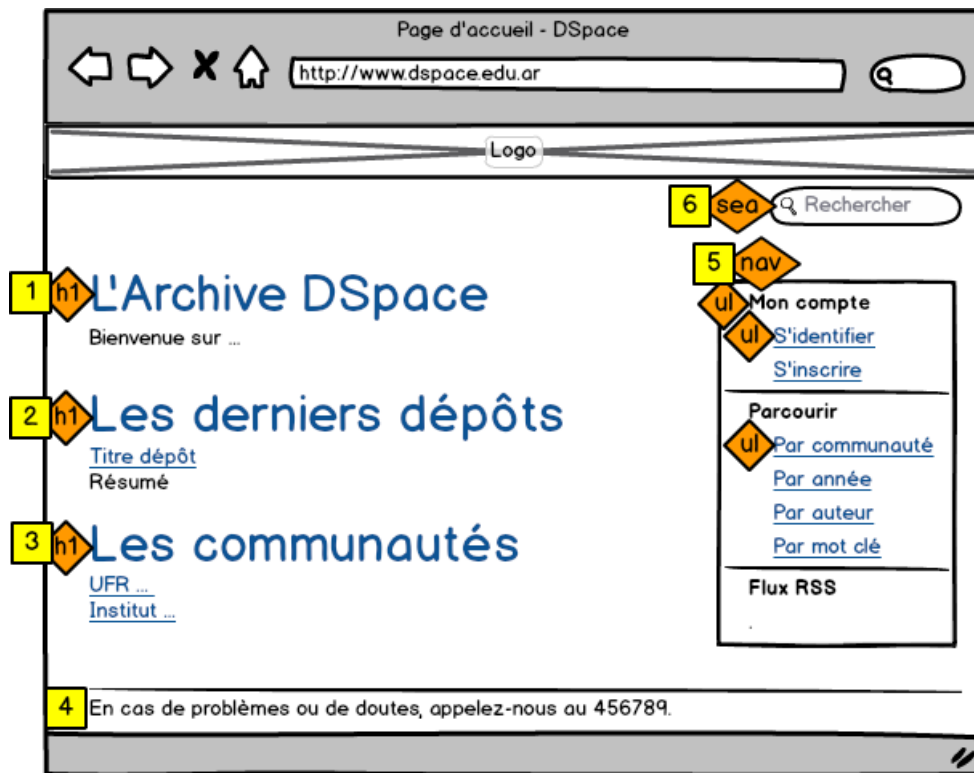 Page d'accueil - DSpace
http://www.dspace.edu.ar
Logo
6 sea Rechercher
5 nav
1 h1 L'Archive DSpace
Bienvenue sur ...
2 h1 Les derniers dépôts
Titre dépôt
Résumé
3 h1 Les communautés
UFR ...
Institut ...
ul Mon compte
ul S'identifier
S'inscrire
Parcourir
ul Par communauté
Par année
Par auteur
Par mot clé
Flux RSS
.
4 En cas de problèmes ou de doutes, appelez-nous au 456789.